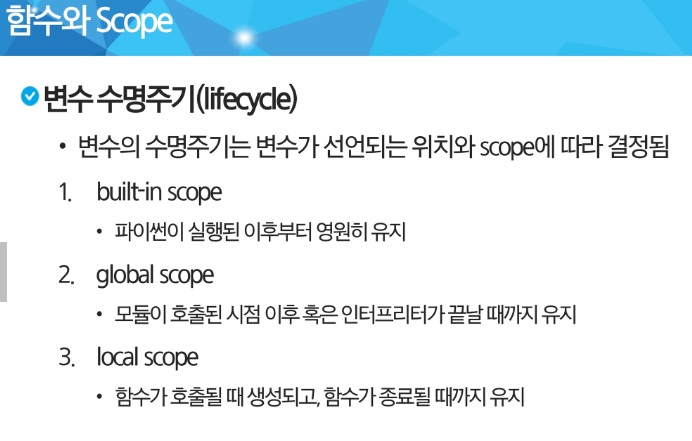 함수와 Scope
변수 수명주기(lifecycle)
• 변수의 수명주기는 변수가 선언되는 위치와 scope에 따라 결정됨
1. built-in scope
• 파이썬이 실행된 이후부터 영원히 유지
2. global scope
• 모듈이 호출된 시점 이후 혹은 인터프리터가 끝날 때까지 유지
3. local scope
• 함수가 호출될 때 생성되고, 함수가 종료될 때까지 유지